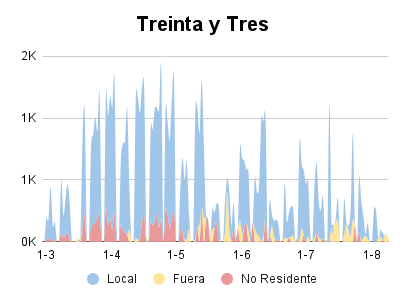 Treinta y Tres
2K
1K
1K
0K
1-3 1-4 1-5 1-6 1-7 1-8
Local Fuera No Residente